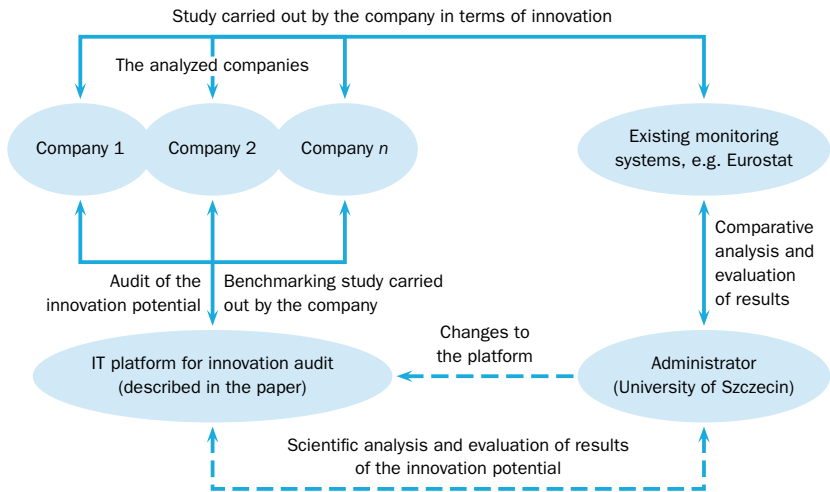 Study carried out by the company in terms of innovation
The analyzed companies
Company 1
Company 2
Company n
Existing monitoring
systems, e.g. Eurostat
Audit of the
innovation potential
Benchmarking study carried
out by the company
Comparative
analysis and
evaluation
of results
IT platform for innovation audit
(described in the paper)
Changes to
the platform
Administrator
(University of Szczecin)
Scientific analysis and evaluation of results
of the innovation potential